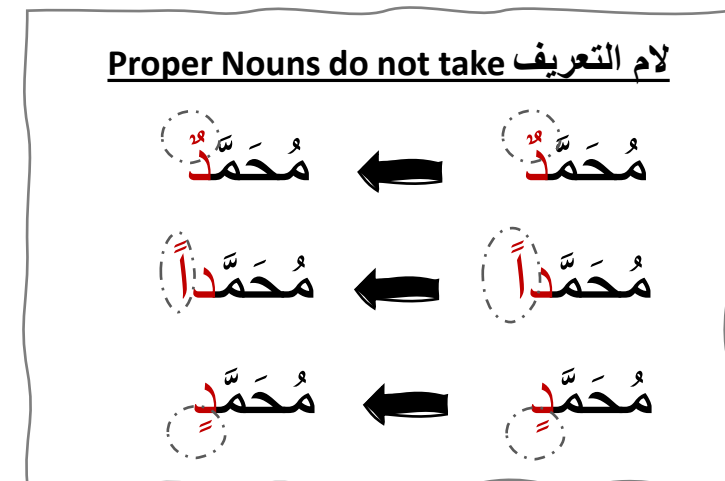 Proper Nouns do not take لام التعريف
مُحَمَّدٌ مُحَمَّدٌ
مُحَمَّداً مُحَمَّداً
مُحَمَّدٍ مُحَمَّدٍ